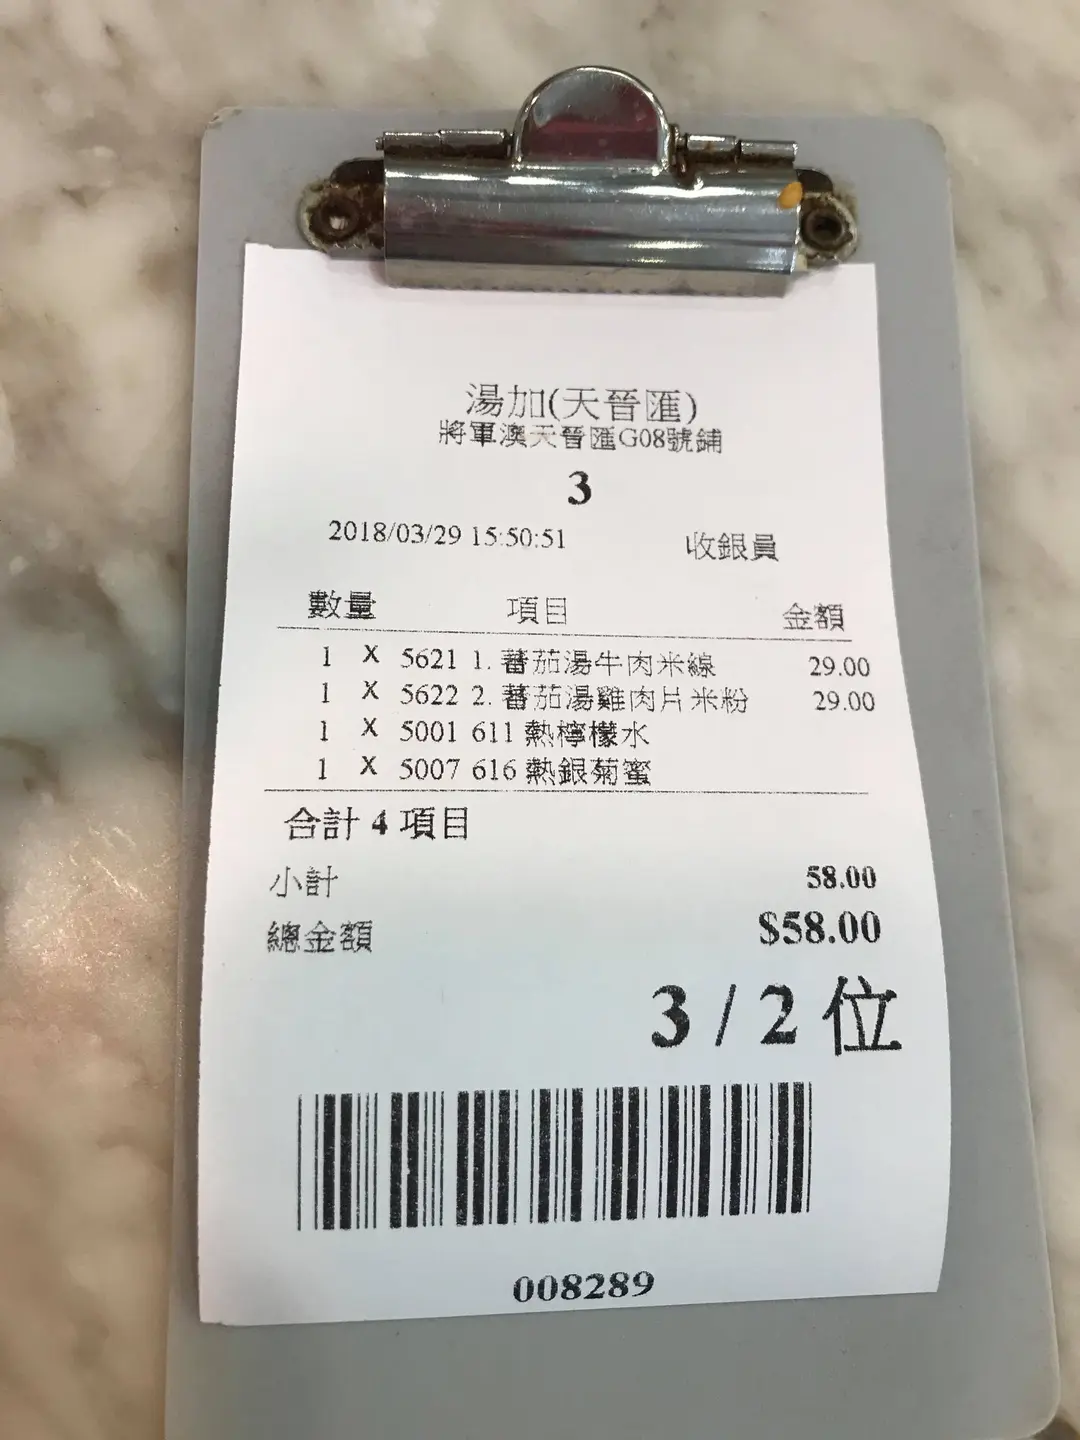 湯加(天晉匯)
將軍澳天晉匯G08號鋪
3
2018/03/29 15:50:51 收銀員
數量 項目 金額
1 X 5621 1. 蕃茄湯牛肉米線 29.00
1 X 5622 2. 蕃茄湯雞肉片米粉 29.00
1 X 5001 611 熱檸檬水
1 X 5007 616 熱銀菊蜜
合計 4 項目
小計 58.00
總金額 $58.00
3 / 2 位
008289